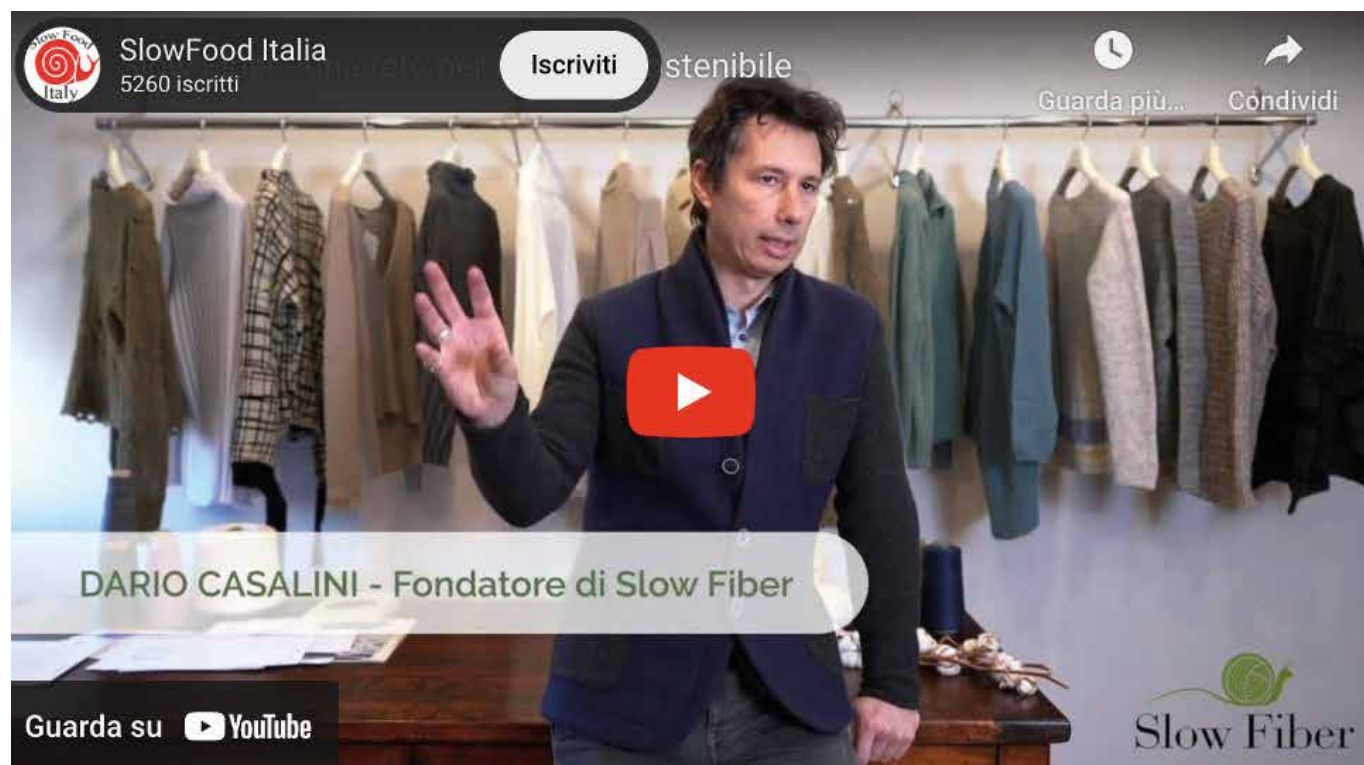 SlowFood Italia
5260 iscritti
Iscriviti
stenibile
Guarda più...
Condividi
Slow Food
Italy
DARIO CASALINI - Fondatore di Slow Fiber
Guarda su YouTube
Slow Fiber